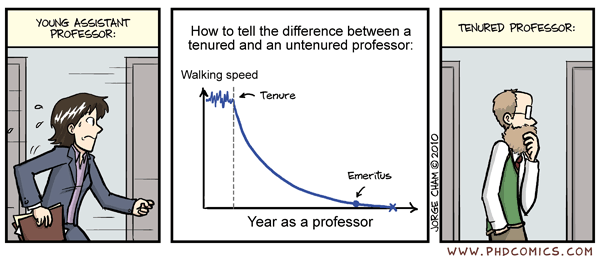 YOUNG ASSISTANT
PROFESSOR:
How to tell the difference between a
tenured and an untenured professor:
Walking speed
Tenure
Emeritus
Year as a professor
JORGE CHAM © 2010
TENURED PROFESSOR:
WWW.PHDCOMICS.COM